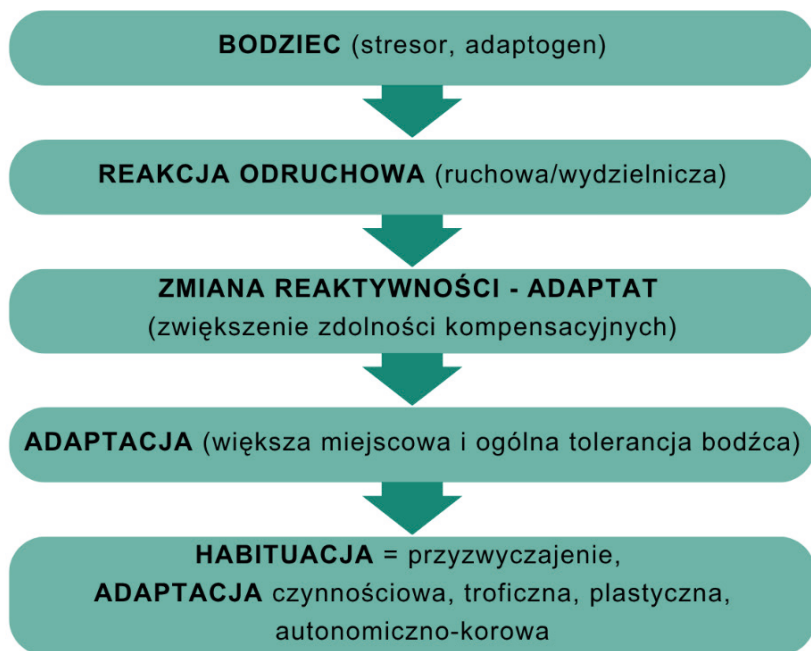 BODZIEC (stresor, adaptogen)
REAKCJA ODRUCHOWA (ruchowa/wydzielnicza)
ZMIANA REAKTYWNOŚCI - ADAPTAT
(zwiększenie zdolności kompensacyjnych)
ADAPTACJA (większa miejscowa i ogólna tolerancja bodźca)
HABITUACJA = przyzwyczajenie,
ADAPTACJA czynnościowa, troficzna, plastyczna,
autonomiczno-korowa